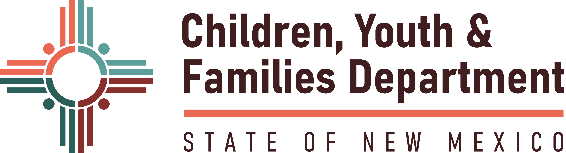 Children, Youth &
Families Department
STATE OF NEW MEXICO